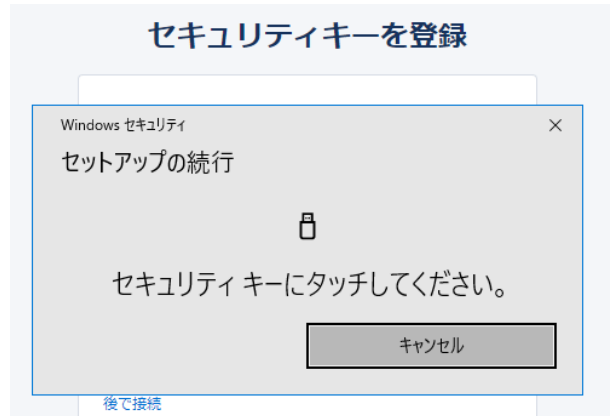 セキュリティキーを登録
Windows セキュリティ
セットアップの続行
セキュリティ キーにタッチしてください。
キャンセル
後で接続